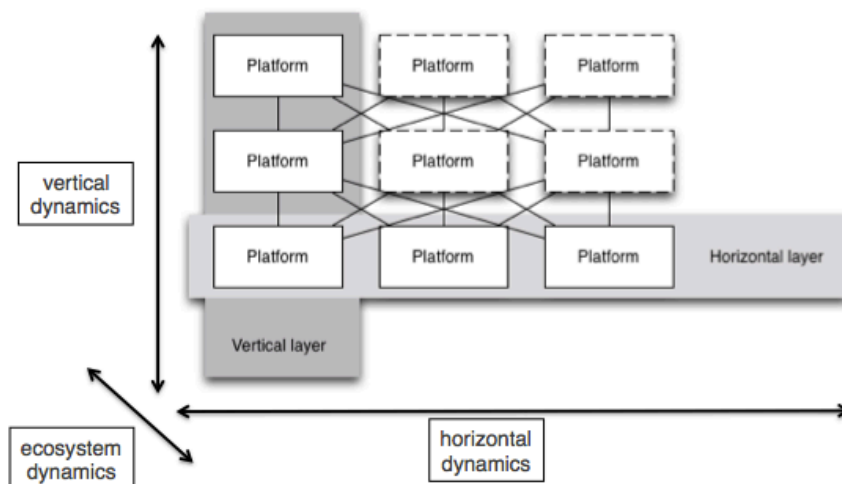 Platform
Platform
Platform
Platform
Platform
Platform
vertical
dynamics
Platform
Platform
Platform
Horizontal layer
Vertical layer
ecosystem
dynamics
horizontal
dynamics